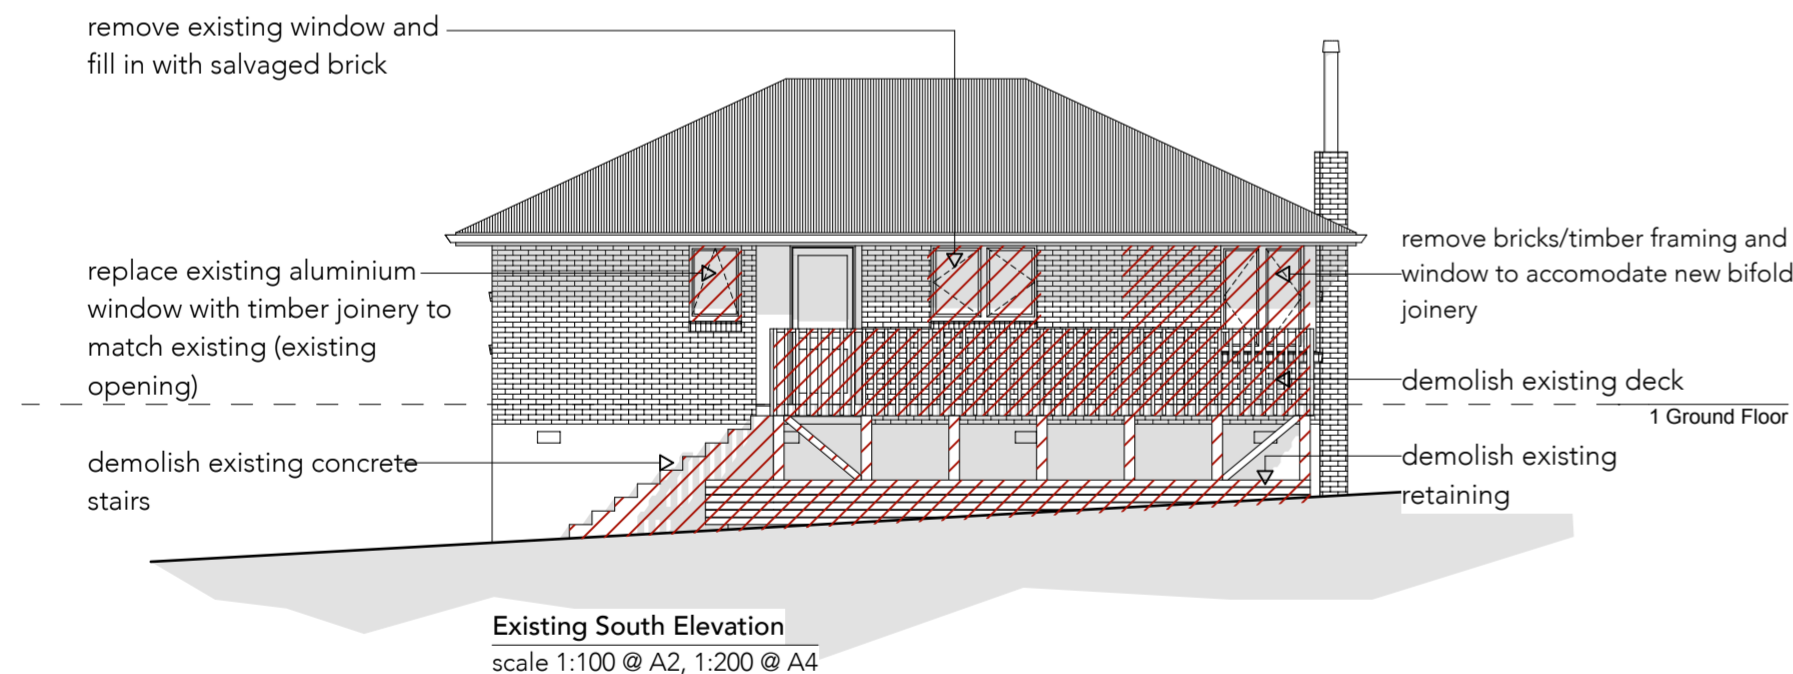 remove existing window and
fill in with salvaged brick
replace existing aluminium
window with timber joinery to
match existing (existing
opening)
demolish existing concrete
stairs
remove bricks/timber framing and
window to accomodate new bifold
joinery
demolish existing deck
1 Ground Floor
demolish existing
retaining
Existing South Elevation
scale 1:100 @ A2, 1:200 @ A4